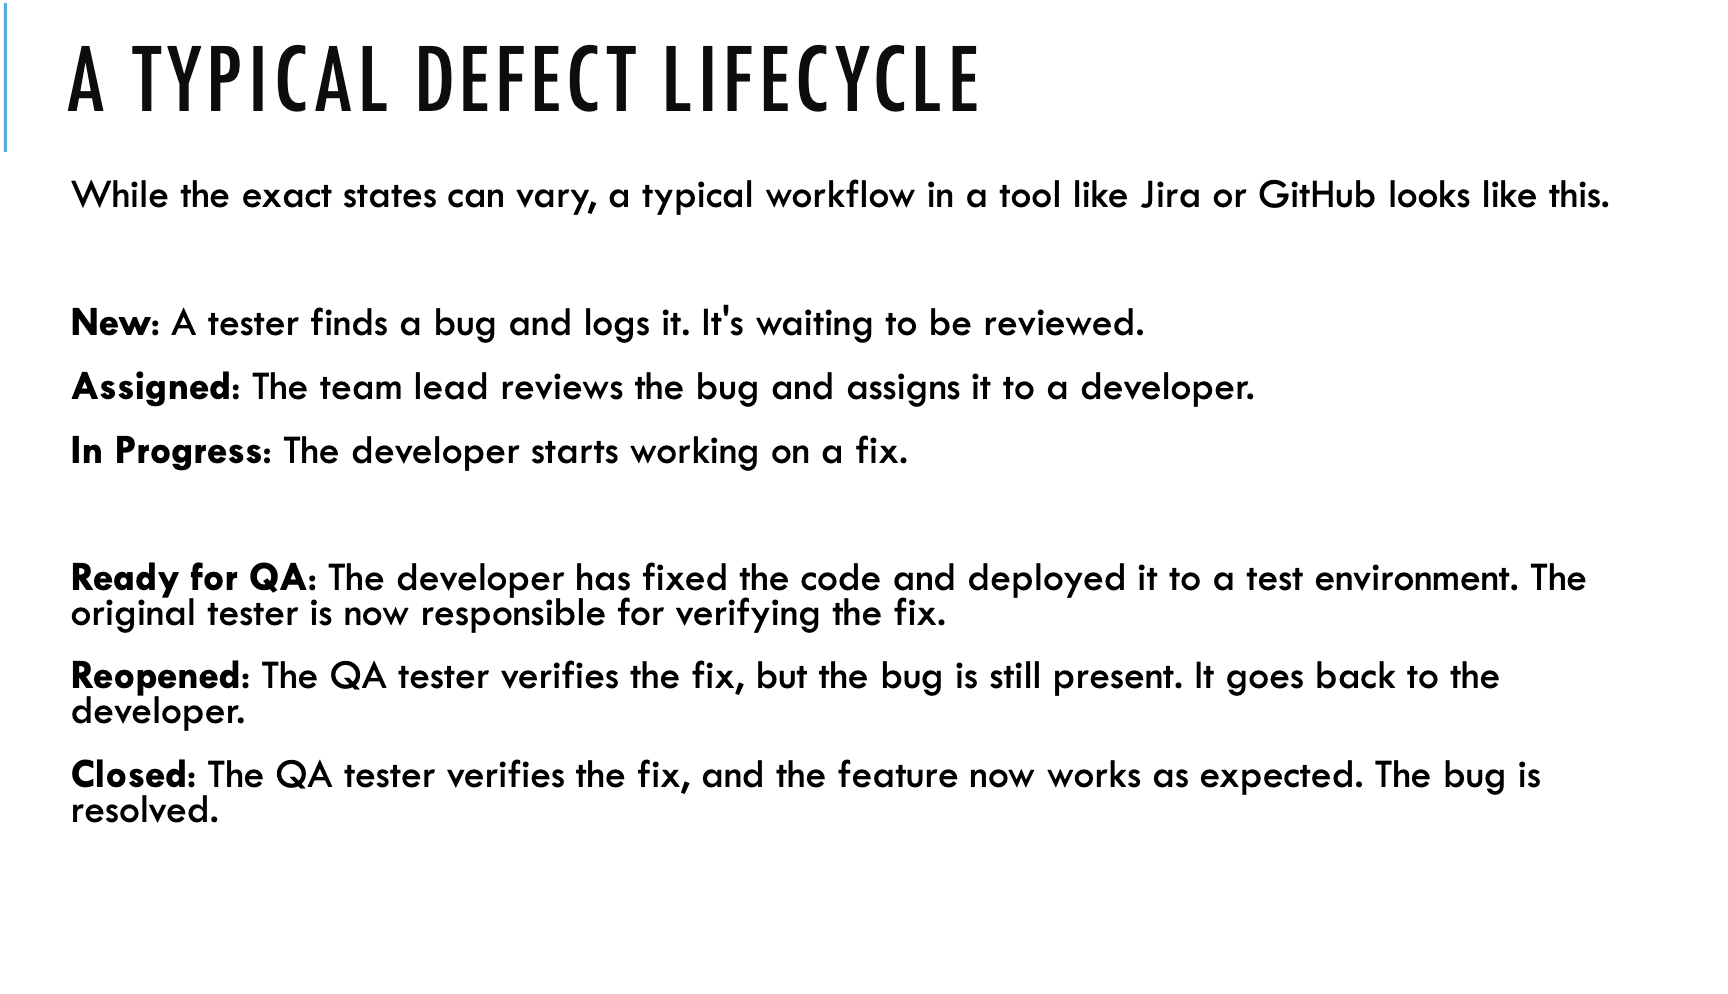 A TYPICAL DEFECT LIFECYCLE
While the exact states can vary, a typical workflow in a tool like Jira or GitHub looks like this.
New: A tester finds a bug and logs it. It's waiting to be reviewed.
Assigned: The team lead reviews the bug and assigns it to a developer.
In Progress: The developer starts working on a fix.
Ready for QA: The developer has fixed the code and deployed it to a test environment. The
original tester is now responsible for verifying the fix.
Reopened: The QA tester verifies the fix, but the bug is still present. It goes back to the
developer.
Closed: The QA tester verifies the fix, and the feature now works as expected. The bug is
resolved.